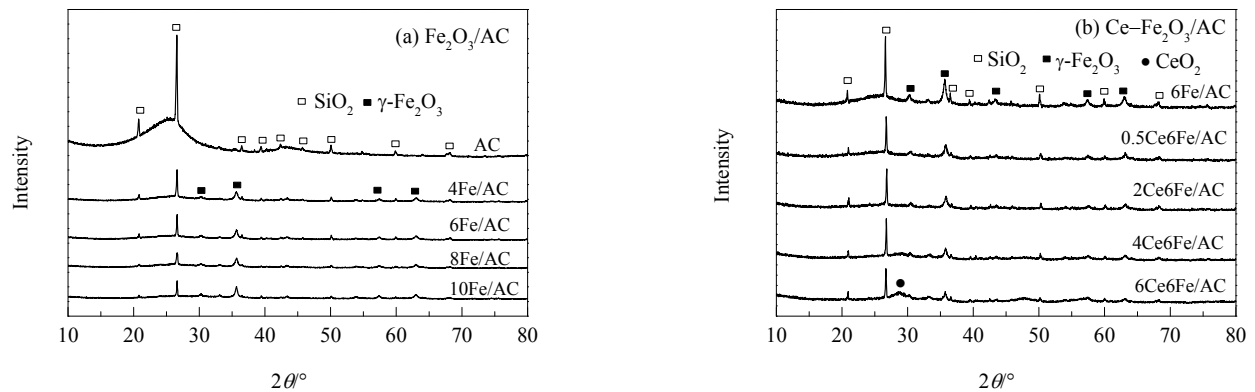 (a) Fe₂O₃/AC
□ SiO₂ ■ γ-Fe₂O₃
AC
4Fe/AC
6Fe/AC
8Fe/AC
10Fe/AC
Intensity
10 20 30 40 50 60 70 80
2θ/°
(b) Ce–Fe₂O₃/AC
□ SiO₂ ■ γ-Fe₂O₃ ● CeO₂
6Fe/AC
0.5Ce6Fe/AC
2Ce6Fe/AC
4Ce6Fe/AC
6Ce6Fe/AC
Intensity
10 20 30 40 50 60 70 80
2θ/°